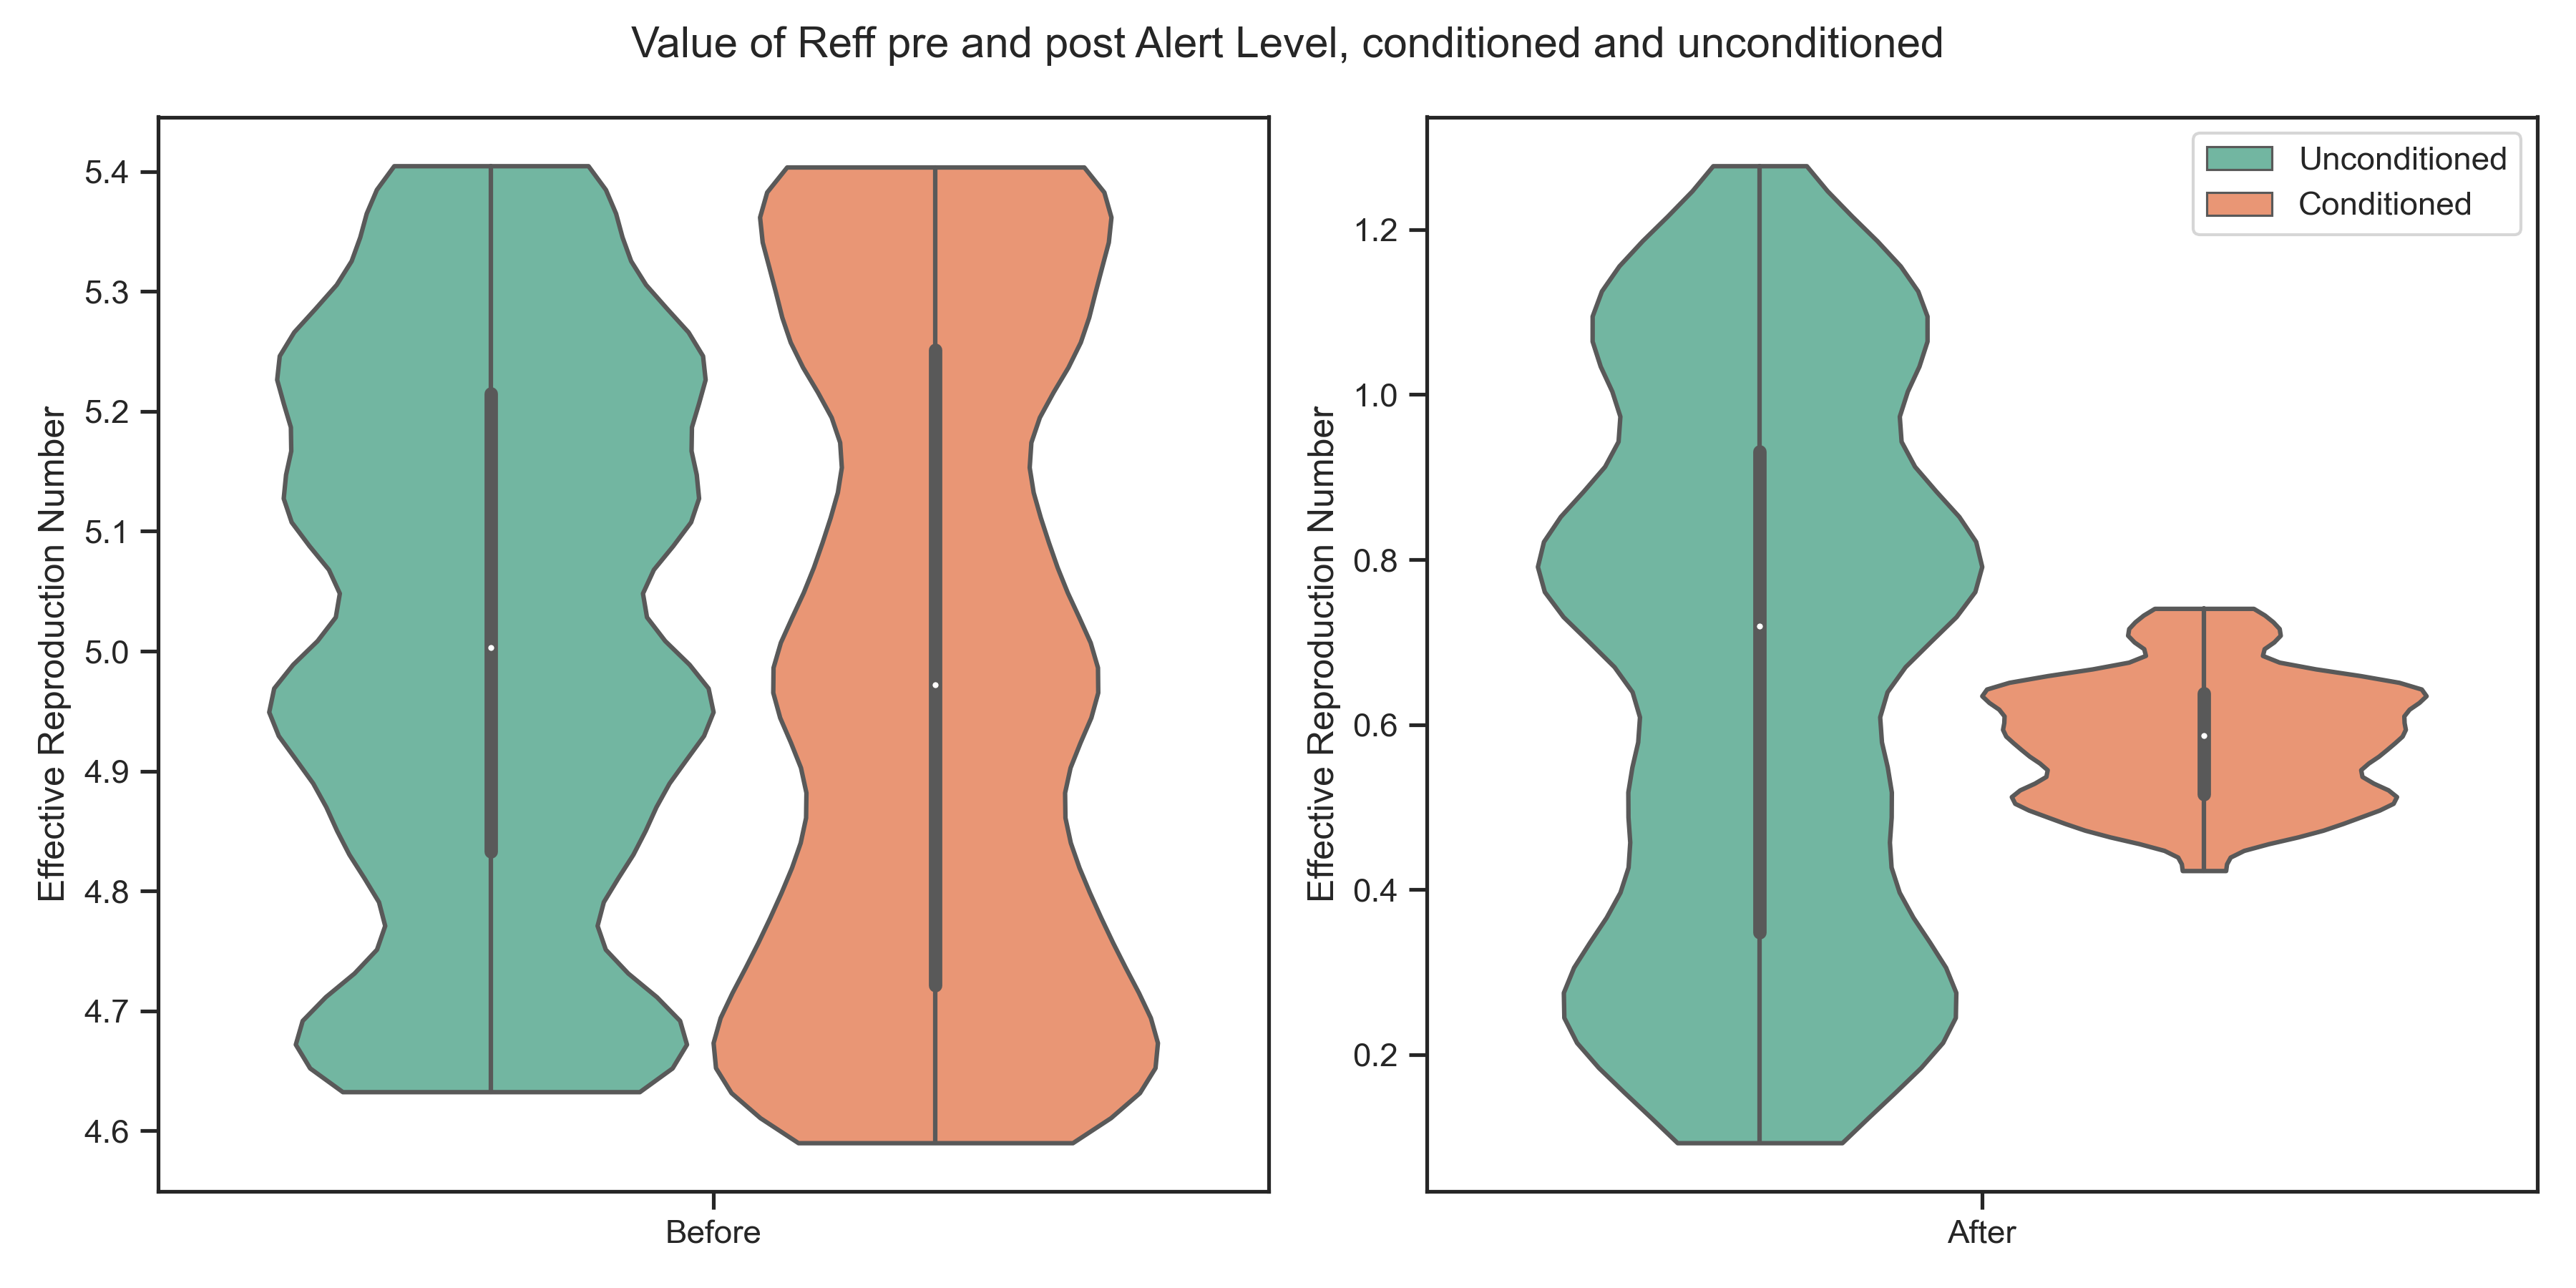 Value of Reff pre and post Alert Level, conditioned and unconditioned
Effective Reproduction Number
5.4
5.3
5.2
5.1
5.0
4.9
4.8
4.7
4.6
Before
Effective Reproduction Number
1.2
1.0
0.8
0.6
0.4
0.2
After
Unconditioned
Conditioned